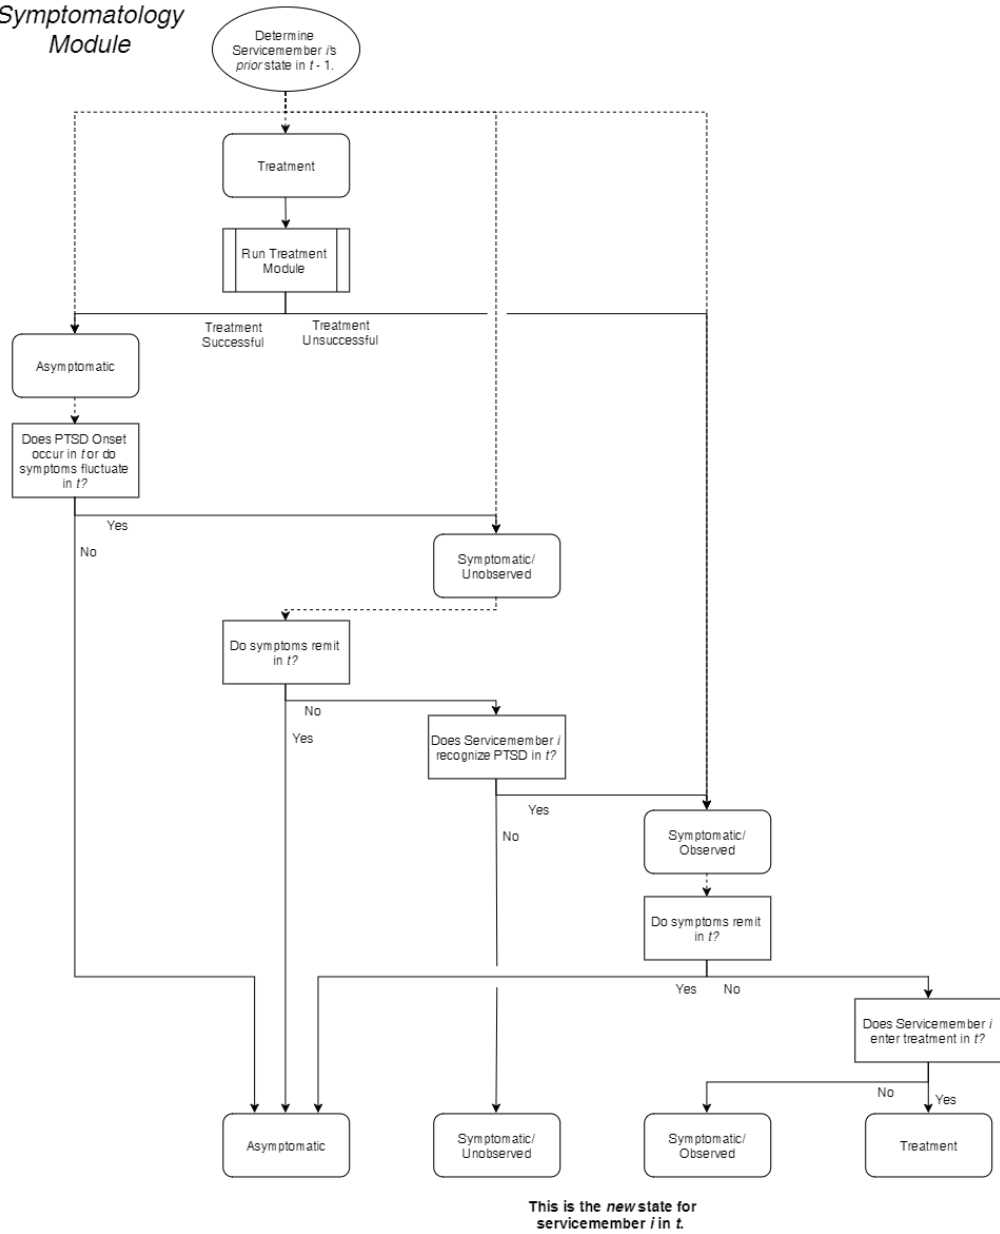 Symptomatology
Module
Determine
Servicemember i's
prior state in t - 1.
Treatment
Run Treatment
Module
Treatment
Successful
Treatment
Unsuccessful
Asymptomatic
Does PTSD Onset
occur in t or do
symptoms fluctuate
in t?
Yes
No
Symptomatic/
Unobserved
Do symptoms remit
in t?
No
Yes
Does Servicemember i
recognize PTSD in t?
Yes
No
Symptomatic/
Observed
Do symptoms remit
in t?
Yes
No
Does Servicemember i
enter treatment in t?
No
Yes
Asymptomatic
Symptomatic/
Unobserved
Symptomatic/
Observed
Treatment
This is the new state for
servicemember i in t.